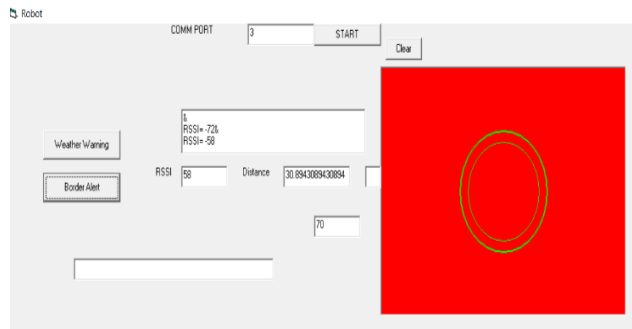 Robot
COMM PORT 3 START
Clear
&
RSSI= -72&
RSSI= -58
Weather Warning
RSSI 58 Distance 30.8943089430894
Border Alert
70